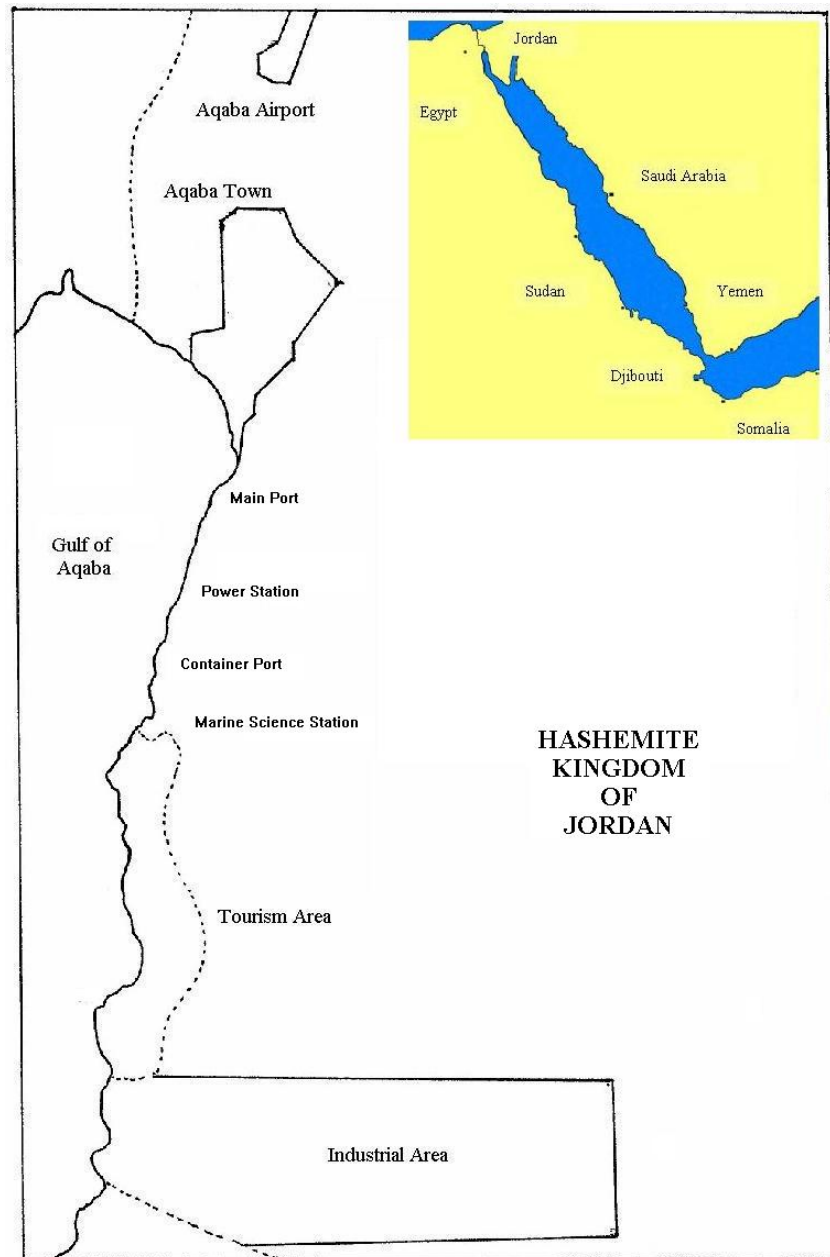 Jordan
Egypt
Saudi Arabia
Sudan
Yemen
Djibouti
Somalia
Aqaba Airport
Aqaba Town
Main Port
Gulf of
Aqaba
Power Station
Container Port
Marine Science Station
HASHEMITE
KINGDOM
OF
JORDAN
Tourism Area
Industrial Area